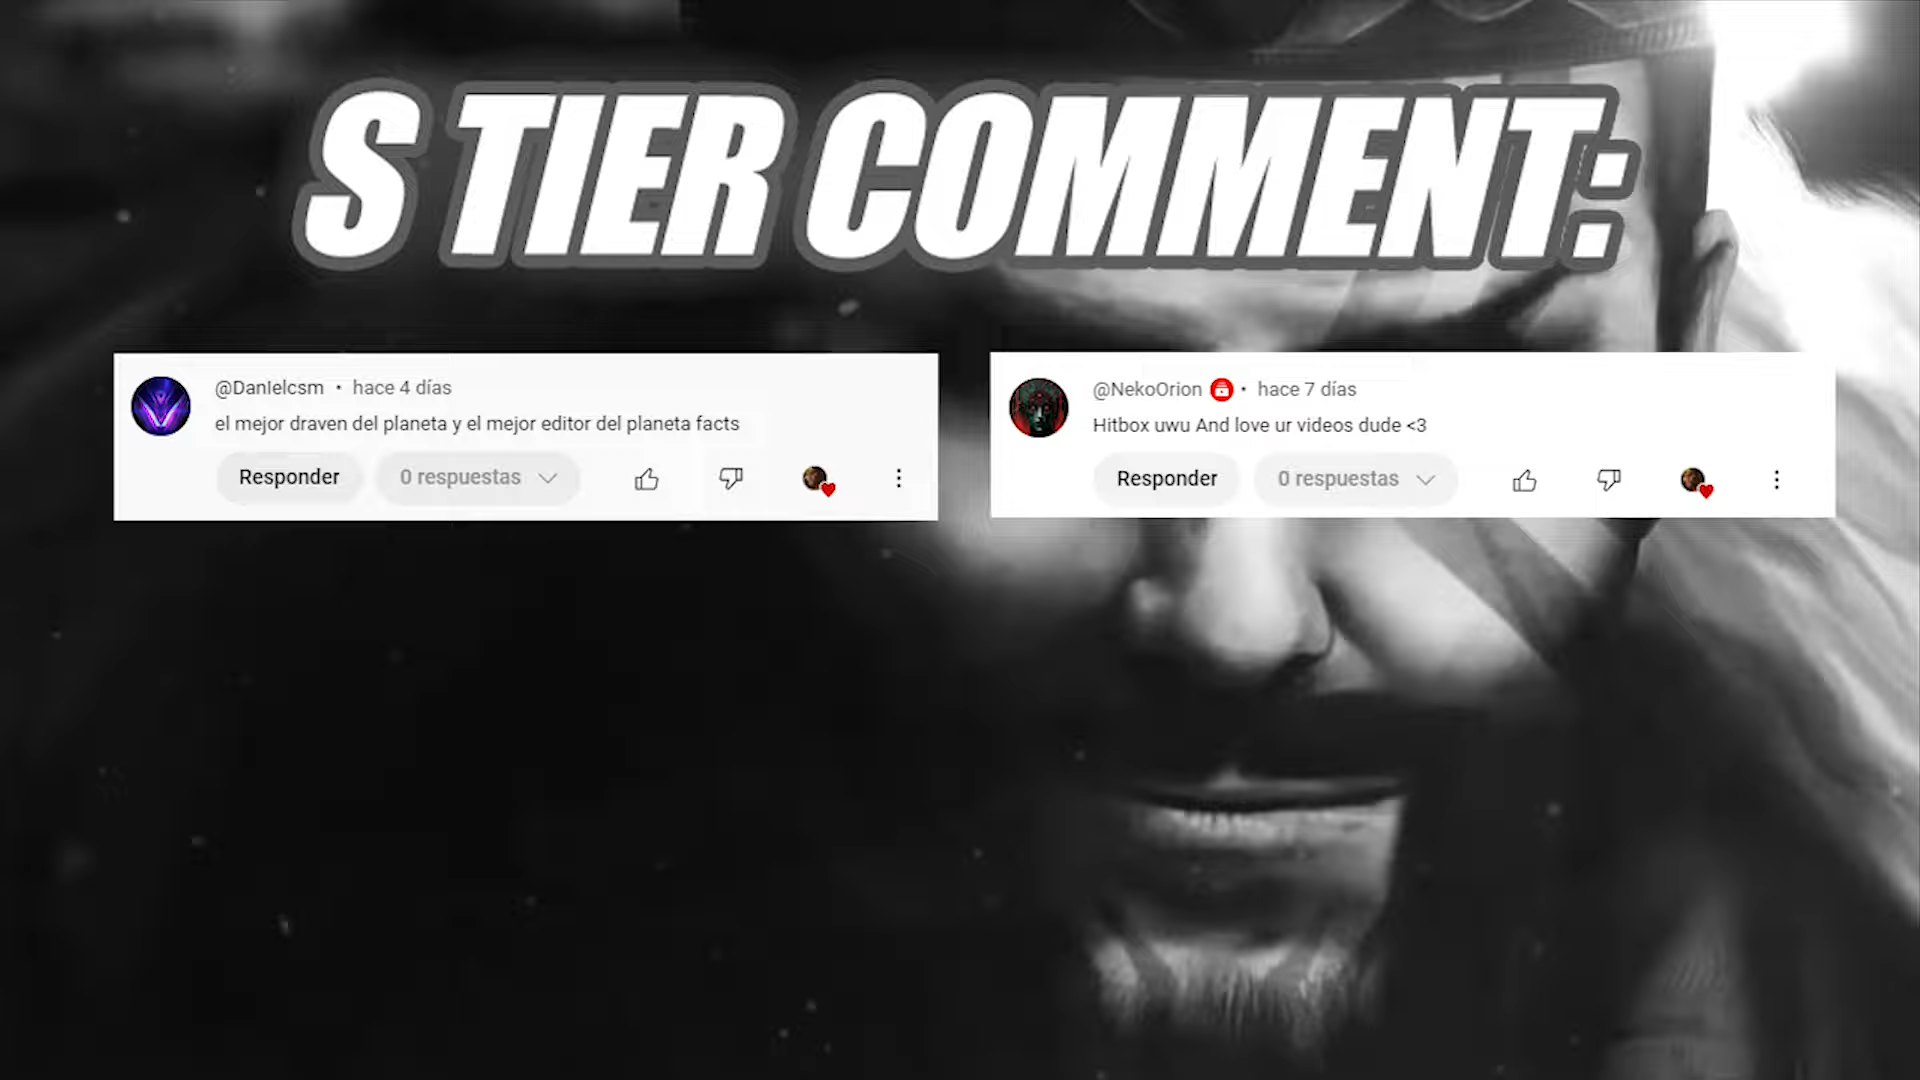 S TIER COMMENT:
@DanIelcsm • hace 4 días
el mejor draven del planeta y el mejor editor del planeta facts
Responder 0 respuestas
@NekoOrion • hace 7 días
Hitbox uwu And love ur videos dude <3
Responder 0 respuestas